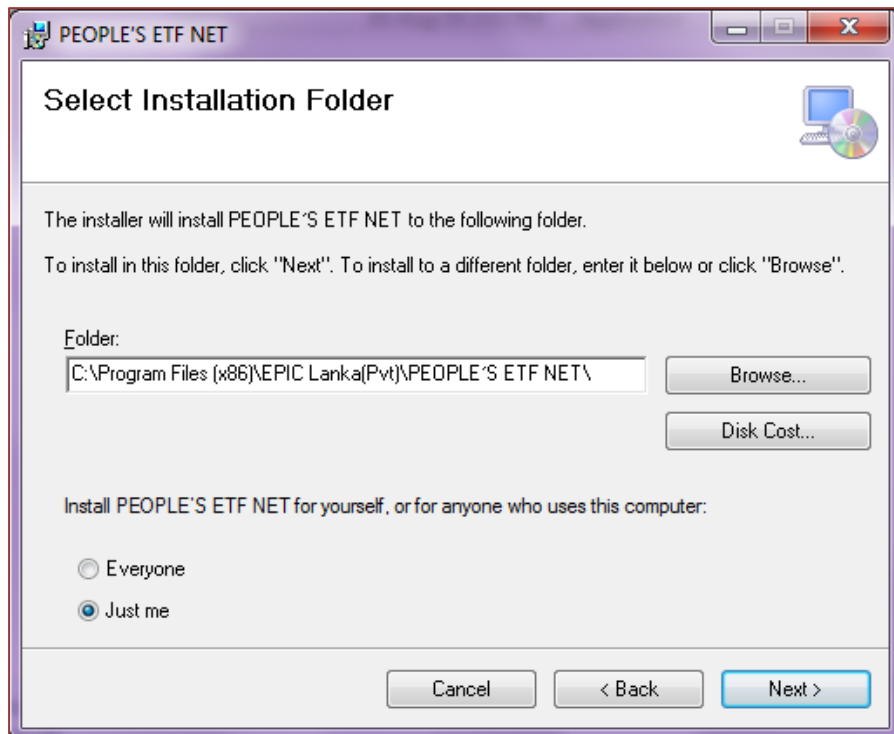 PEOPLE'S ETF NET
Select Installation Folder
The installer will install PEOPLE´S ETF NET to the following folder.
To install in this folder, click "Next". To install to a different folder, enter it below or click "Browse".
Folder:
C:\Program Files (x86)\EPIC Lanka(Pvt)\PEOPLE´S ETF NET\
Browse...
Disk Cost...
Install PEOPLE'S ETF NET for yourself, or for anyone who uses this computer:
Everyone
Just me
Cancel
< Back
Next >